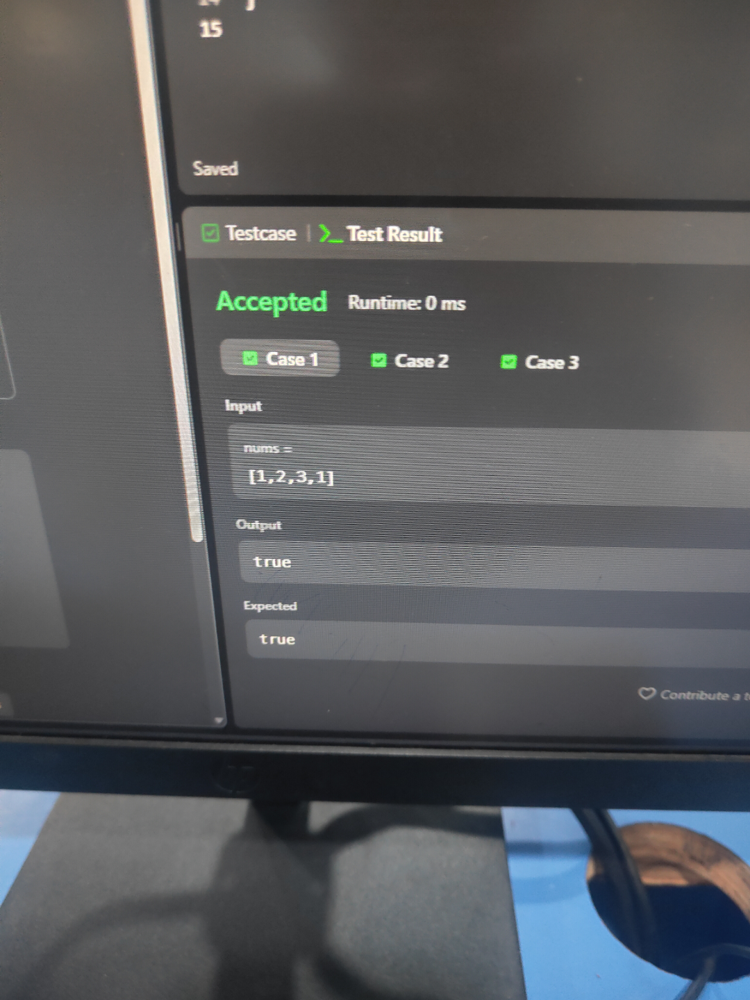 15
Saved
Testcase | >_ Test Result
Accepted Runtime: 0 ms
Case 1 Case 2 Case 3
Input
nums =
[1,2,3,1]
Output
true
Expected
true
Contribute a